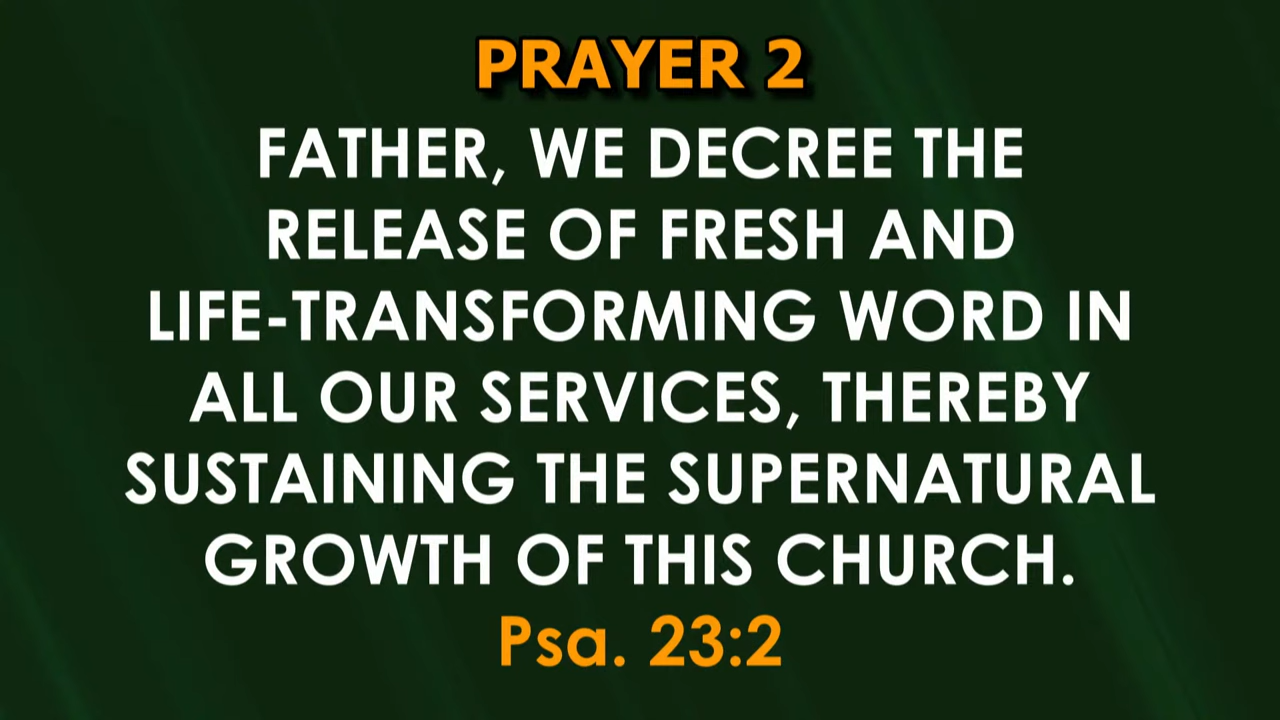 PRAYER 2
FATHER, WE DECREE THE
RELEASE OF FRESH AND
LIFE-TRANSFORMING WORD IN
ALL OUR SERVICES, THEREBY
SUSTAINING THE SUPERNATURAL
GROWTH OF THIS CHURCH.
Psa. 23:2